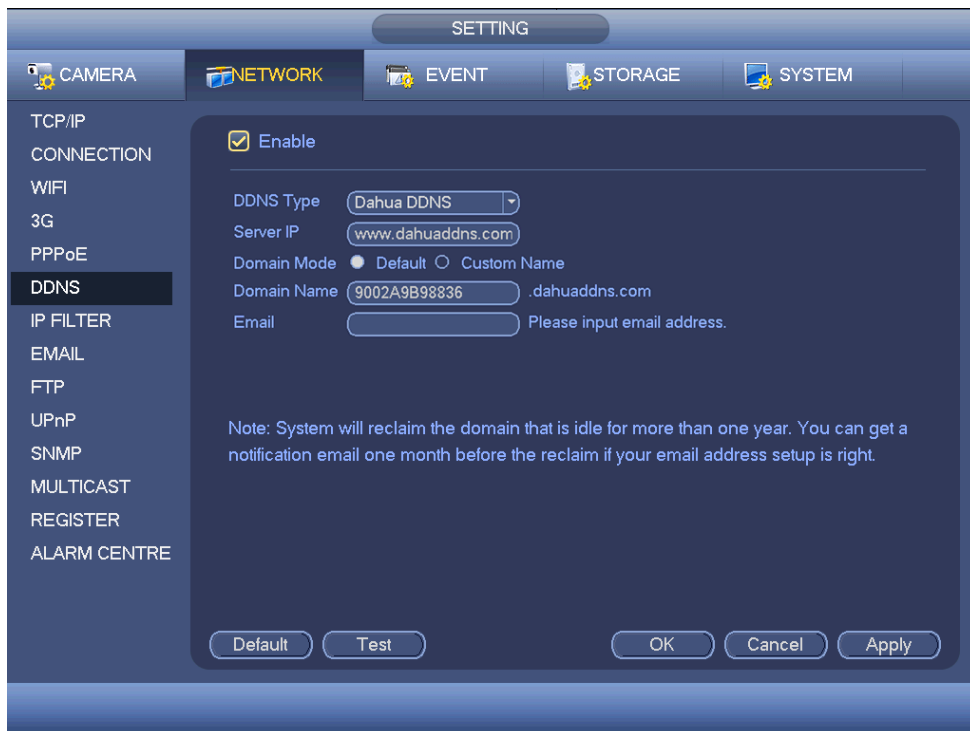 SETTING
CAMERA NETWORK EVENT STORAGE SYSTEM
TCP/IP
CONNECTION
WIFI
3G
PPPoE
DDNS
IP FILTER
EMAIL
FTP
UPnP
SNMP
MULTICAST
REGISTER
ALARM CENTRE
Enable
DDNS Type Dahua DDNS
Server IP www.dahuaddns.com
Domain Mode Default Custom Name
Domain Name 9002A9B98836 .dahuaddns.com
Email Please input email address.
Note: System will reclaim the domain that is idle for more than one year. You can get a
notification email one month before the reclaim if your email address setup is right.
Default Test OK Cancel Apply